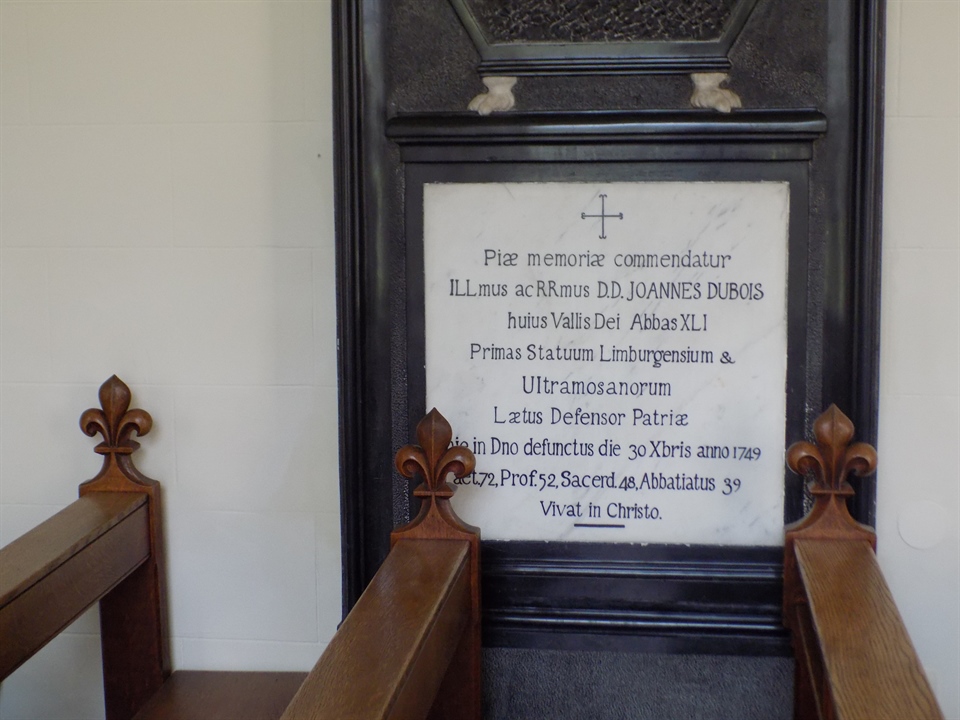 Piæ memoriæ commendatur
ILLmus ac RRmus D.D. JOANNES DUBOIS
huius Vallis Dei Abbas XLI
Primas Statuum Limburgensium &
Ultramosanorum
Lætus Defensor Patriæ
in Dno defunctus die 30 Xbris anno 1749
aet.72, Prof.52, Sacerd.48, Abbatiatus 39
Vivat in Christo.